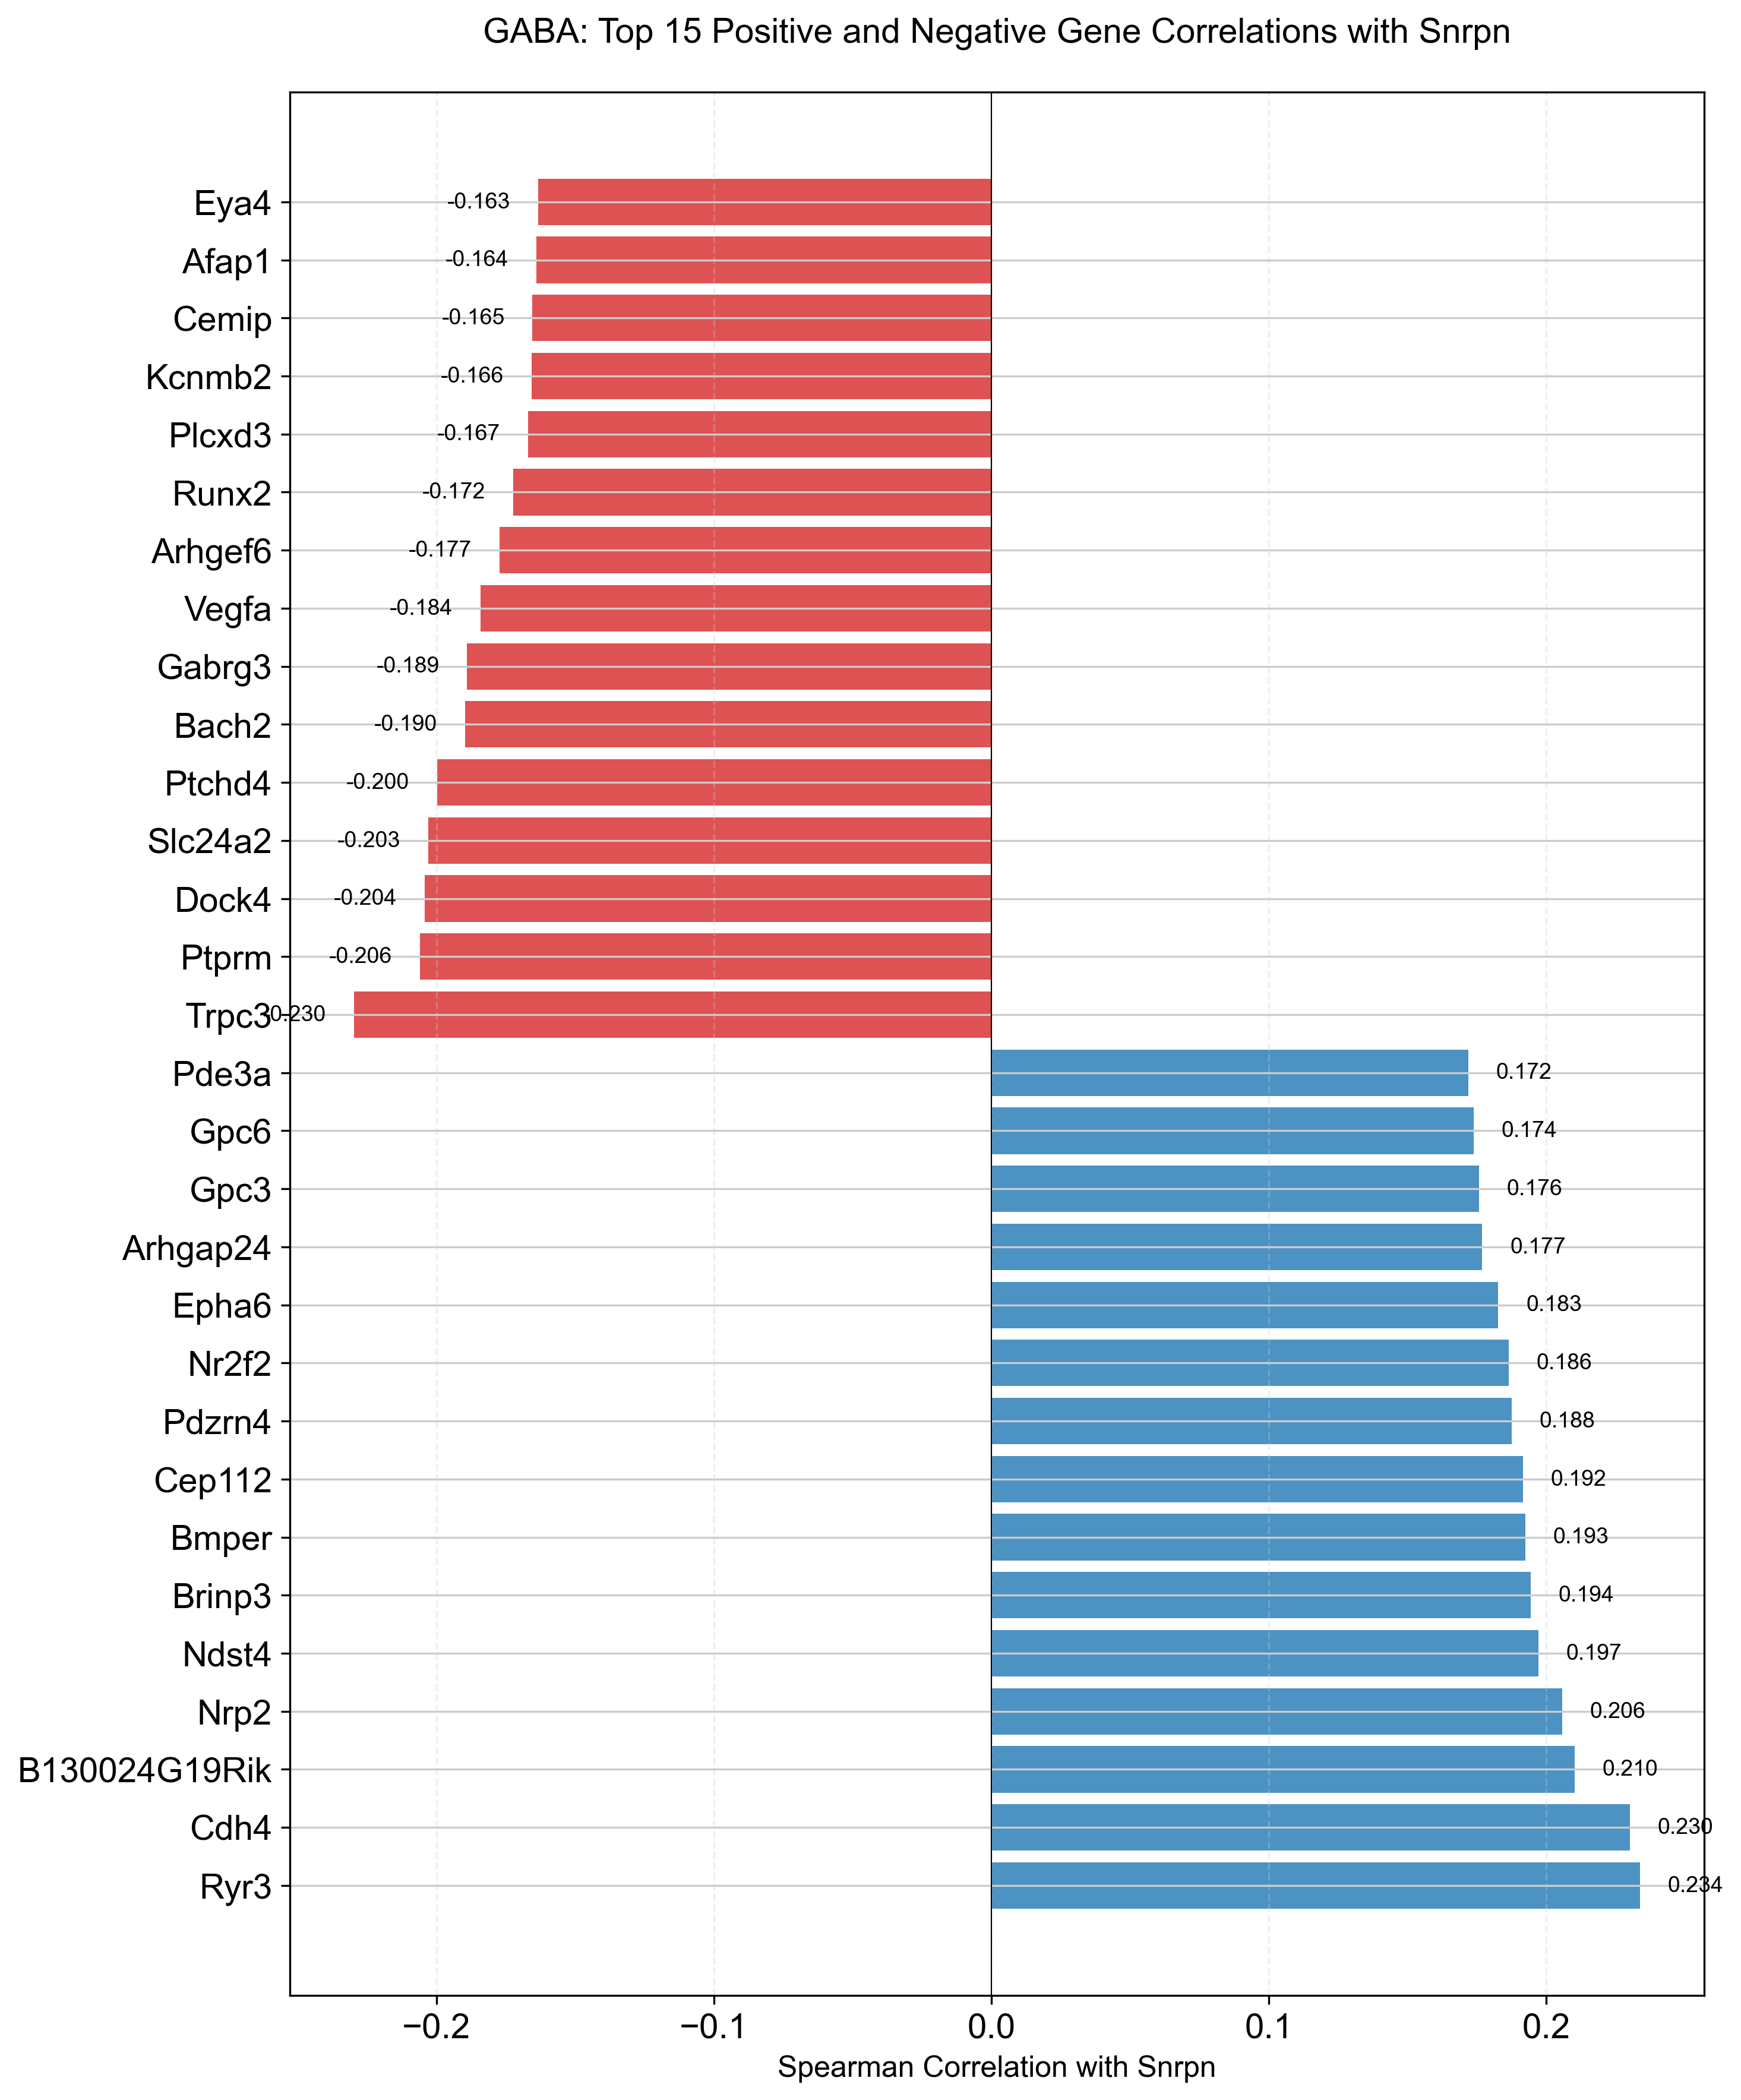 GABA: Top 15 Positive and Negative Gene Correlations with Snrpn
Eya4 -0.163
Afap1 -0.164
Cemip -0.165
Kcnmb2 -0.166
Plcxd3 -0.167
Runx2 -0.172
Arhgef6 -0.177
Vegfa -0.184
Gabrg3 -0.189
Bach2 -0.190
Ptchd4 -0.200
Slc24a2 -0.203
Dock4 -0.204
Ptprm -0.206
Trpc3 -0.230
Pde3a 0.172
Gpc6 0.174
Gpc3 0.176
Arhgap24 0.177
Epha6 0.183
Nr2f2 0.186
Pdzrn4 0.188
Cep112 0.192
Bmper 0.193
Brinp3 0.194
Ndst4 0.197
Nrp2 0.206
B130024G19Rik 0.210
Cdh4 0.230
Ryr3 0.234
−0.2 −0.1 0.0 0.1 0.2
Spearman Correlation with Snrpn